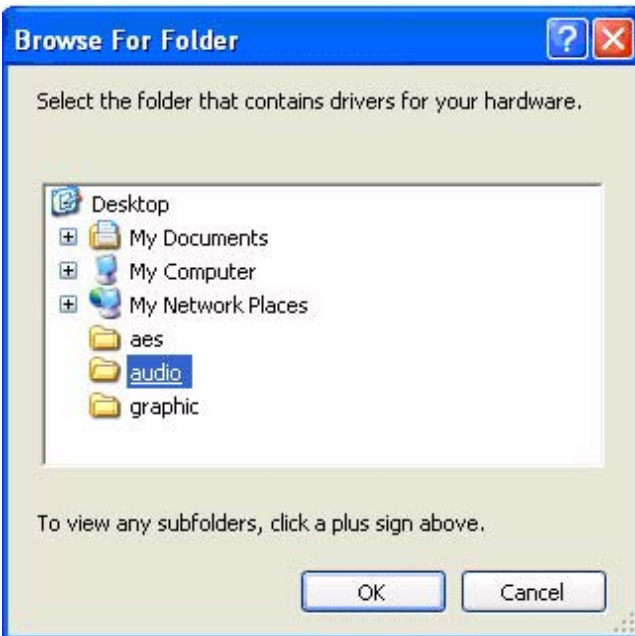 Browse For Folder
Select the folder that contains drivers for your hardware.
Desktop
My Documents
My Computer
My Network Places
aes
audio
graphic
To view any subfolders, click a plus sign above.
OK
Cancel